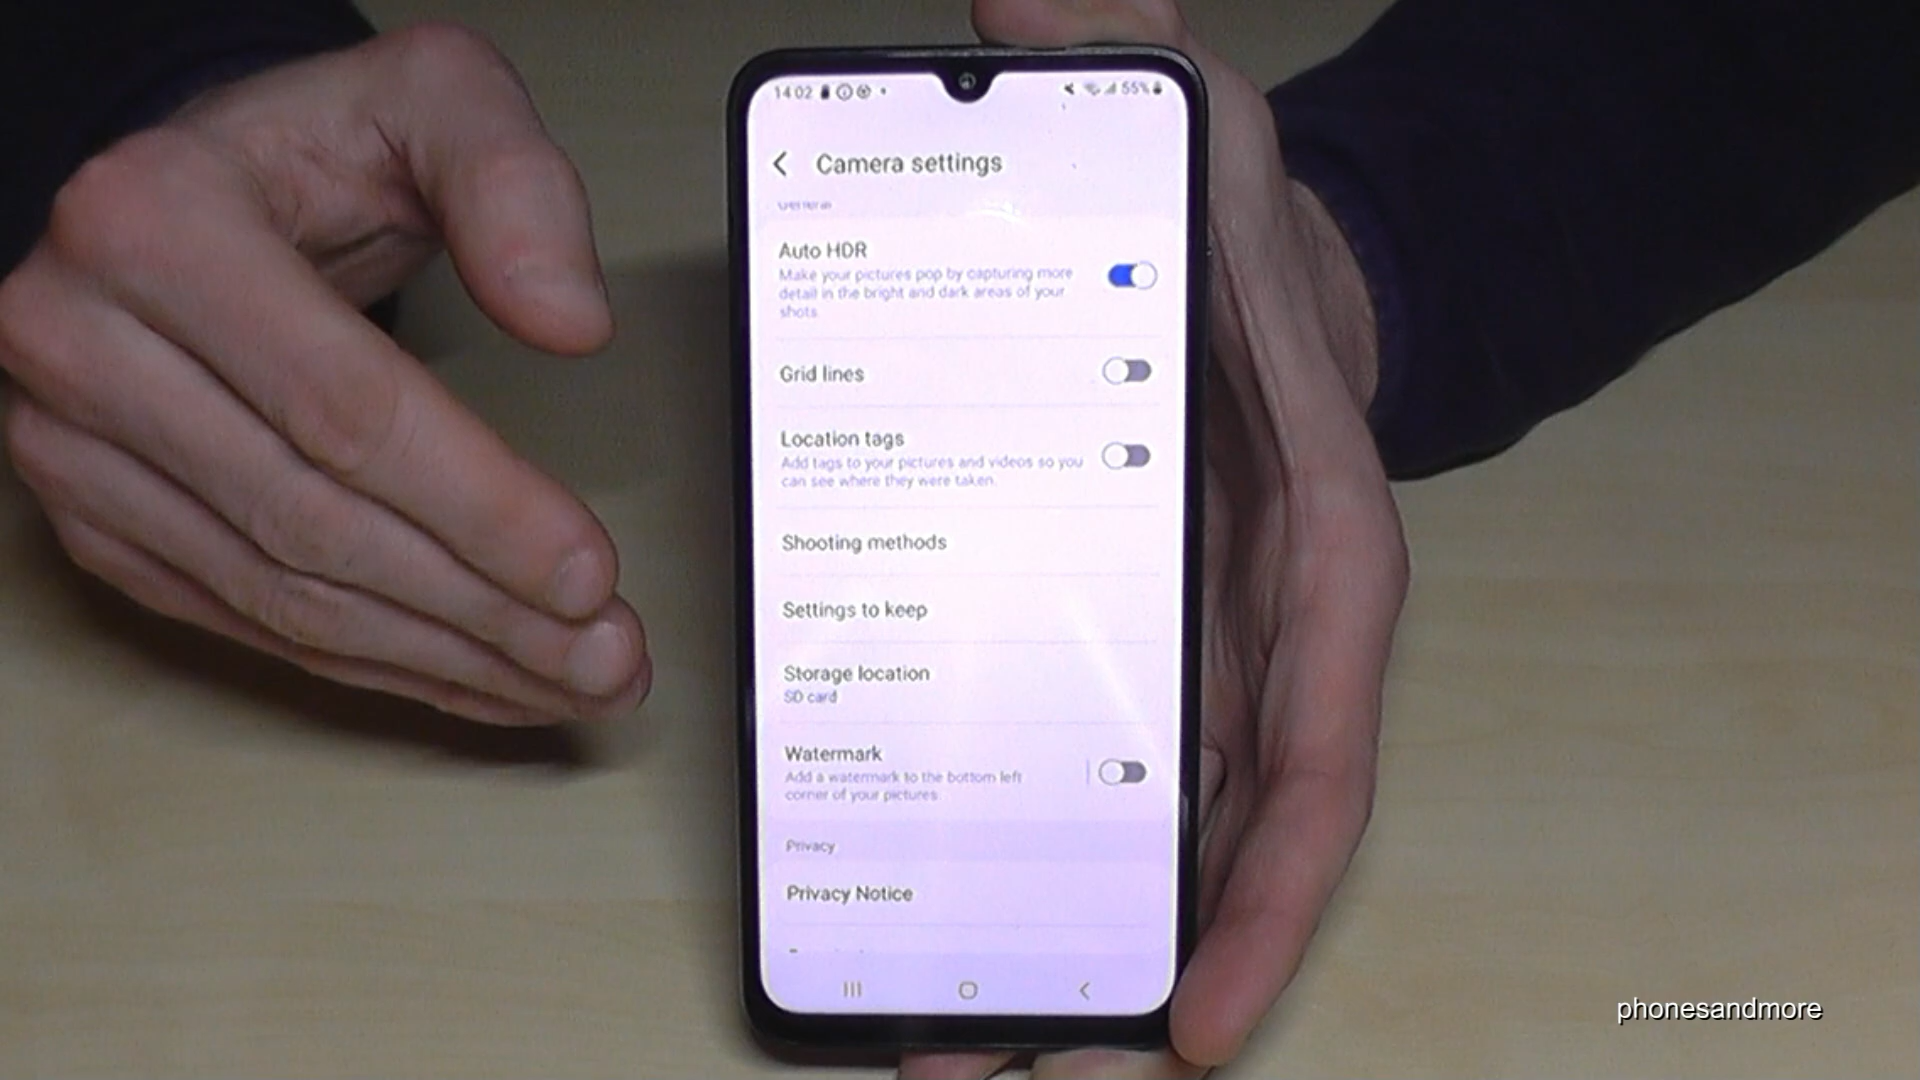 14:02
55%
Camera settings
General
Auto HDR
Make your pictures pop by capturing more
detail in the bright and dark areas of your
shots.
Grid lines
Location tags
Add tags to your pictures and videos so you
can see where they were taken.
Shooting methods
Settings to keep
Storage location
SD card
Watermark
Add a watermark to the bottom left
corner of your pictures.
Privacy
Privacy Notice
phonesandmore